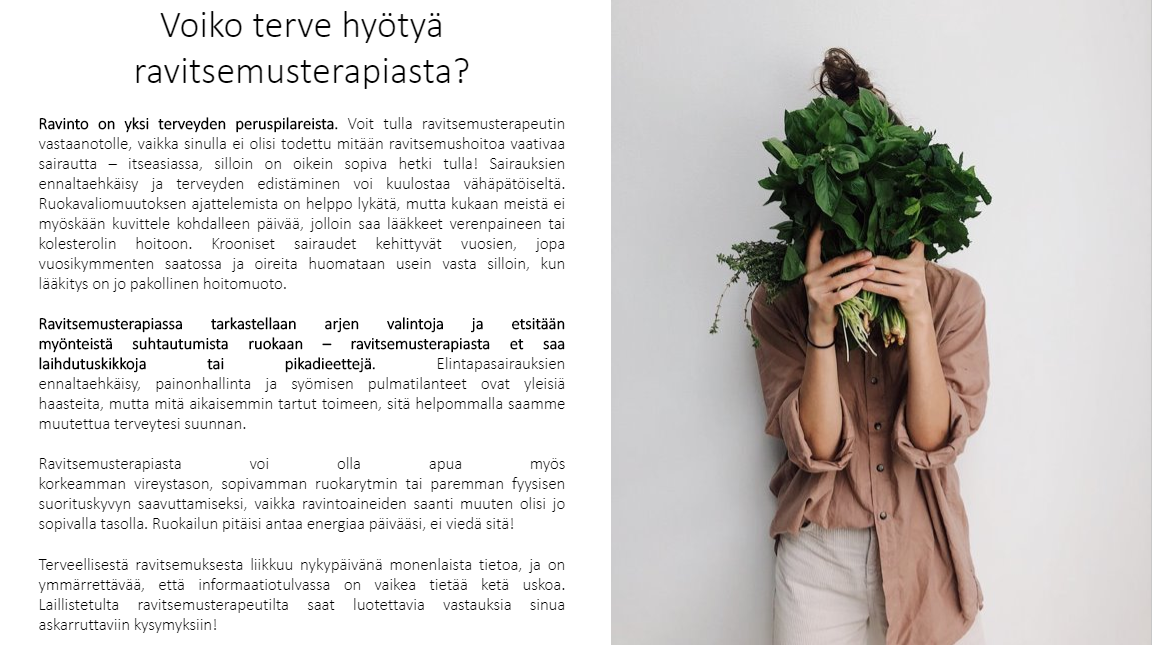 Voiko terve hyötyä
ravitsemusterapiasta?
Ravinto on yksi terveyden peruspilareista. Voit tulla ravitsemusterapeutin
vastaanotolle, vaikka sinulla ei olisi todettu mitään ravitsemushoitoa vaativaa
sairautta – itseasiassa, silloin on oikein sopiva hetki tulla! Sairauksien
ennaltaehkäisy ja terveyden edistäminen voi kuulostaa vähäpätöiseltä.
Ruokavaliomuutoksen ajattelemista on helppo lykätä, mutta kukaan meistä ei
myöskään kuvittele kohdalleen päivää, jolloin saa lääkkeet verenpaineen tai
kolesterolin hoitoon. Krooniset sairaudet kehittyvät vuosien, jopa
vuosikymmenten saatossa ja oireita huomataan usein vasta silloin, kun
lääkitys on jo pakollinen hoitomuoto.
Ravitsemusterapiassa tarkastellaan arjen valintoja ja etsitään
myönteistä suhtautumista ruokaan – ravitsemusterapiasta et saa
laihdutuskikkoja tai pikadieettejä. Elintapasairauksien
ennaltaehkäisy, painonhallinta ja syömisen pulmatilanteet ovat yleisiä
haasteita, mutta mitä aikaisemmin tartut toimeen, sitä helpommalla saamme
muutettua terveytesi suunnan.
Ravitsemusterapiasta voi olla apua myös
korkeamman vireystason, sopivamman ruokarytmin tai paremman fyysisen
suorituskyvyn saavuttamiseksi, vaikka ravintoaineiden saanti muuten olisi jo
sopivalla tasolla. Ruokailun pitäisi antaa energiaa päivääsi, ei viedä sitä!
Terveellisestä ravitsemuksesta liikkuu nykypäivänä monenlaista tietoa, ja on
ymmärrettävää, että informaatiotulvassa on vaikea tietää ketä uskoa.
Laillistetulta ravitsemusterapeutilta saat luotettavia vastauksia sinua
askarruttaviin kysymyksiin!